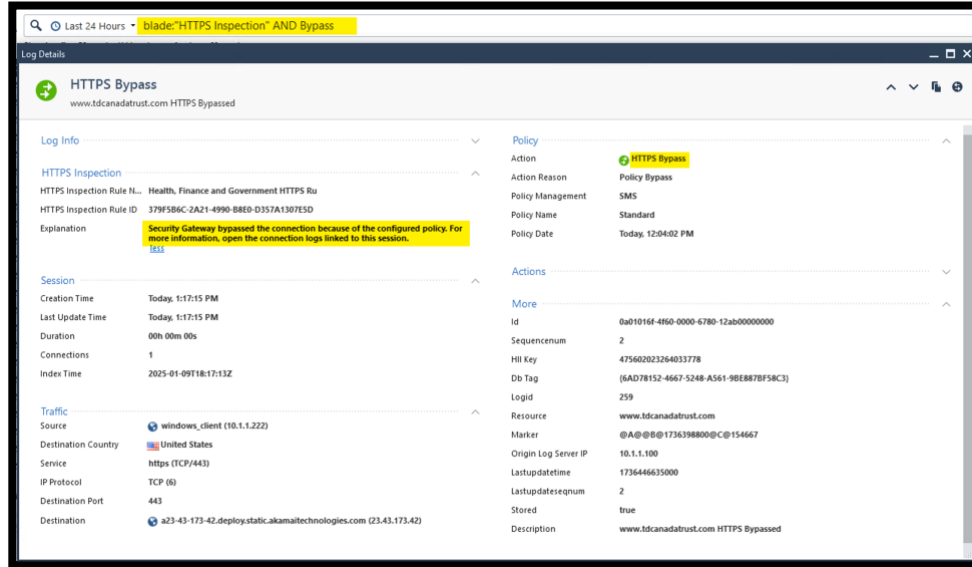 Last 24 Hours blade:"HTTPS Inspection" AND Bypass
Log Details
HTTPS Bypass
www.tdcanadatrust.com HTTPS Bypassed
Log Info
HTTPS Inspection
HTTPS Inspection Rule N... Health, Finance and Government HTTPS Ru
HTTPS Inspection Rule ID 379F5B6C-2A21-4990-B8E0-D357A1307E5D
Explanation Security Gateway bypassed the connection because of the configured policy. For
more information, open the connection logs linked to this session.
less
Session
Creation Time Today, 1:17:15 PM
Last Update Time Today, 1:17:15 PM
Duration 00h 00m 00s
Connections 1
Index Time 2025-01-09T18:17:13Z
Traffic
Source windows_client (10.1.1.222)
Destination Country United States
Service https (TCP/443)
IP Protocol TCP (6)
Destination Port 443
Destination a23-43-173-42.deploy.static.akamaitechnologies.com (23.43.173.42)
Policy
Action HTTPS Bypass
Action Reason Policy Bypass
Policy Management SMS
Policy Name Standard
Policy Date Today, 12:04:02 PM
Actions
More
Id 0a01016f-4f60-0000-6780-12ab00000000
Sequencenum 2
Hll Key 475602023264033778
Db Tag {6AD78152-4667-5248-A561-9BE887BF58C3}
Logid 259
Resource www.tdcanadatrust.com
Marker @A@@B@1736398800@C@154667
Origin Log Server IP 10.1.1.100
Lastupdatetime 1736446635000
Lastupdateseqnum 2
Stored true
Description www.tdcanadatrust.com HTTPS Bypassed